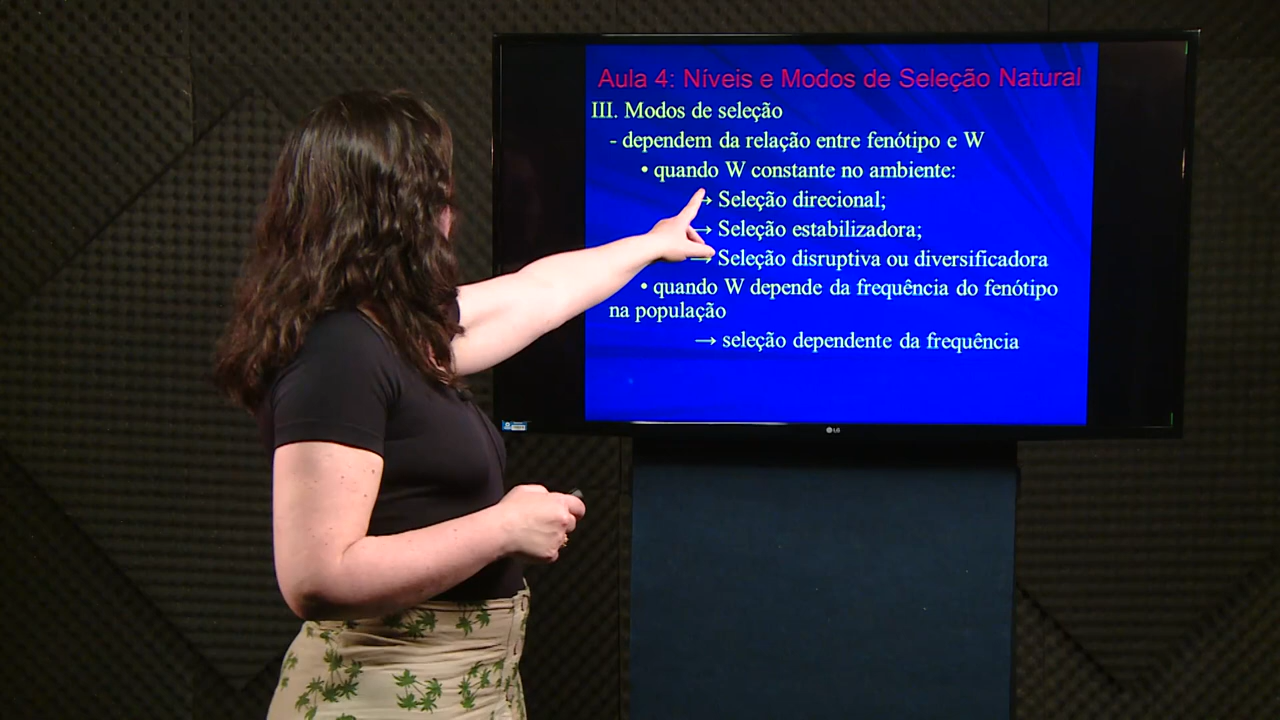 Aula 4: Níveis e Modos de Seleção Natural
III. Modos de seleção
- dependem da relação entre fenótipo e W
• quando W constante no ambiente:
→ Seleção direcional;
→ Seleção estabilizadora;
→ Seleção disruptiva ou diversificadora
• quando W depende da frequência do fenótipo
na população
→ seleção dependente da frequência
LG